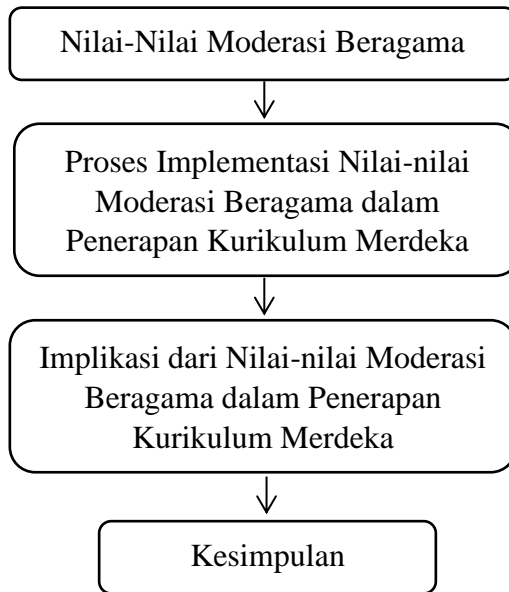 Nilai-Nilai Moderasi Beragama
Proses Implementasi Nilai-nilai
Moderasi Beragama dalam
Penerapan Kurikulum Merdeka
Implikasi dari Nilai-nilai Moderasi
Beragama dalam Penerapan
Kurikulum Merdeka
Kesimpulan